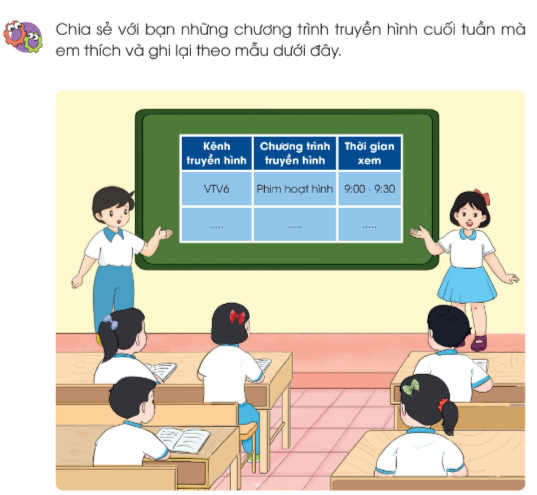 Chia sẻ với bạn những chương trình truyền hình cuối tuần mà
em thích và ghi lại theo mẫu dưới đây.
Kênh truyền hình Chương trình truyền hình Thời gian xem
VTV6 Phim hoạt hình 9:00 - 9:30
..... ..... .....